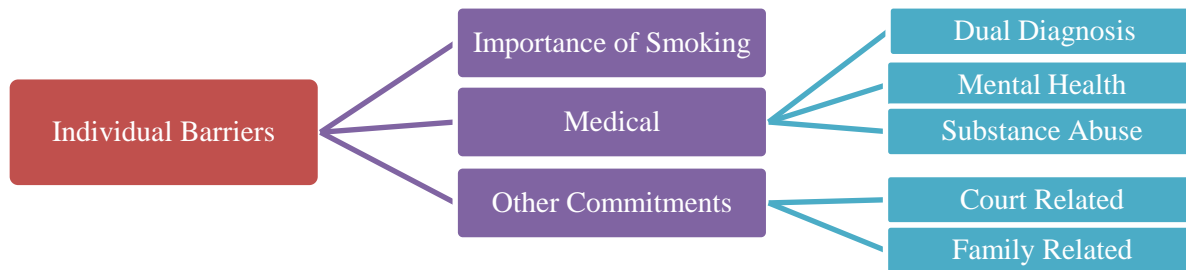 Individual Barriers
Importance of Smoking
Medical
Other Commitments
Dual Diagnosis
Mental Health
Substance Abuse
Court Related
Family Related